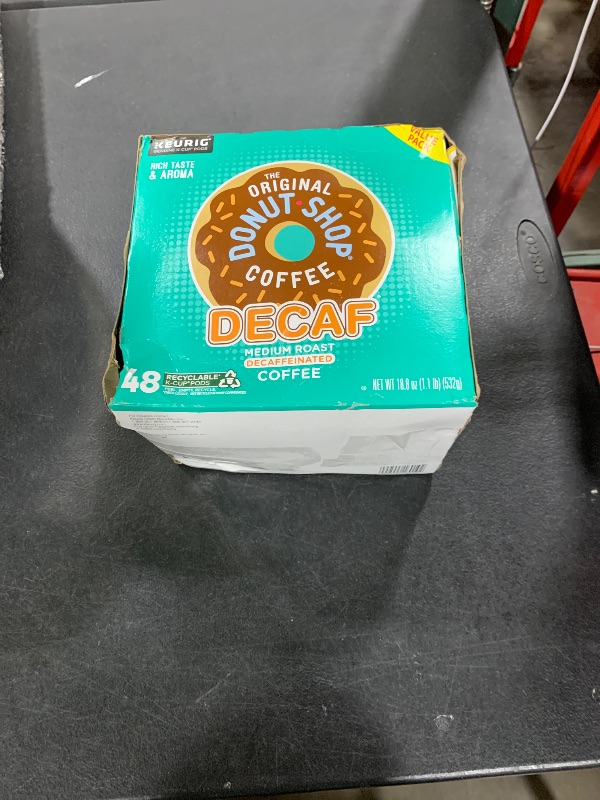 KEURIG
RICH TASTE
& AROMA
VALUE
PACK
THE
ORIGINAL
DONUT·SHOP
COFFEE
DECAF
MEDIUM ROAST
DECAFFEINATED
COFFEE
48
RECYCLABLE*
K-CUP® PODS
NET WT 18.8 oz (1.1 lb) (532g)
COSCO